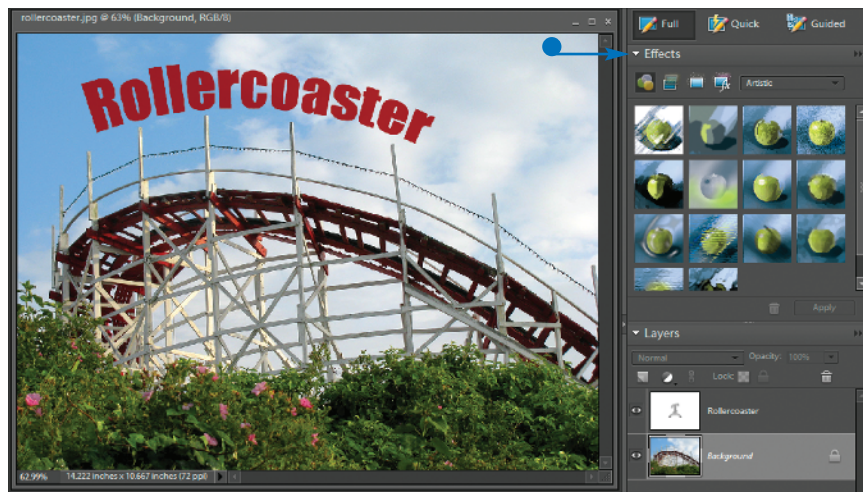 rollercoaster.jpg @ 63% (Background, RGB/8)
Full
Quick
Guided
Effects
Artistic
Rollercoaster
Apply
Layers
Normal
Opacity: 100%
Lock:
Rollercoaster
Background
62.99%
14.222 inches x 10.667 inches (72 ppi)